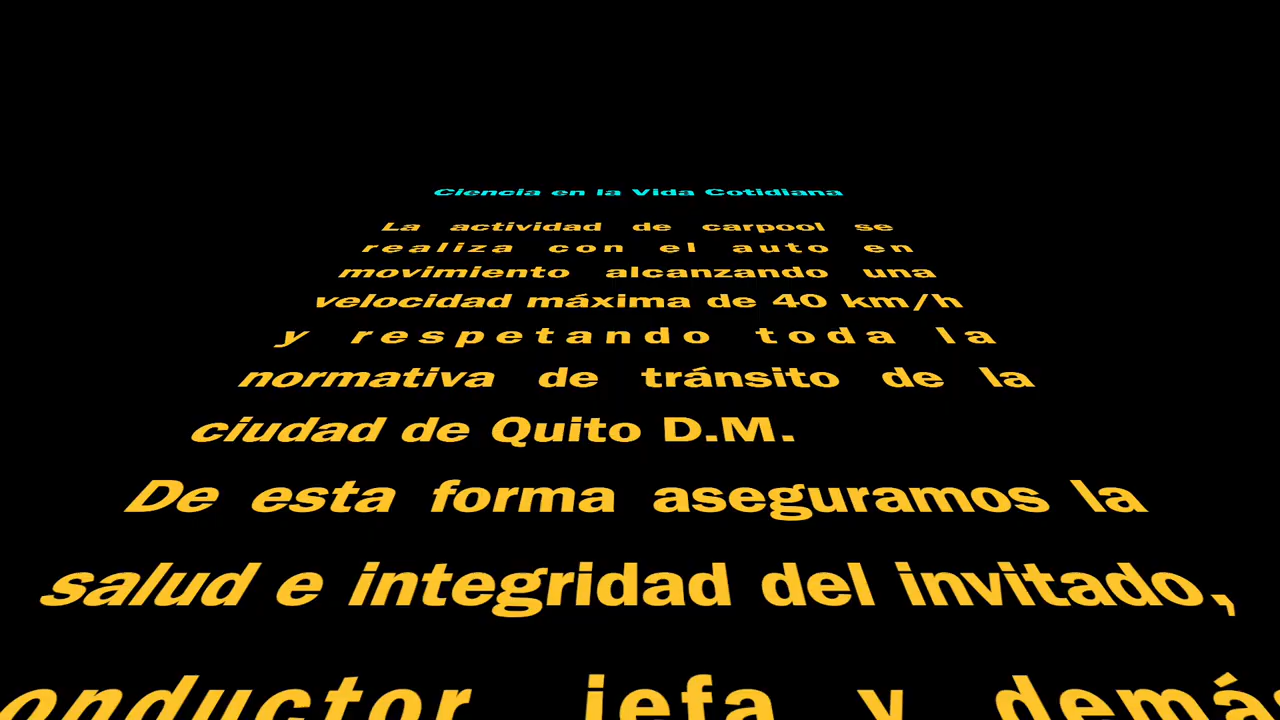 Ciencia en la Vida Cotidiana
La actividad de carpool se
realiza con el auto en
movimiento alcanzando una
velocidad máxima de 40 km/h
y respetando toda la
normativa de tránsito de la
ciudad de Quito D.M.
De esta forma aseguramos la
salud e integridad del invitado,
onductor, jefa y demá